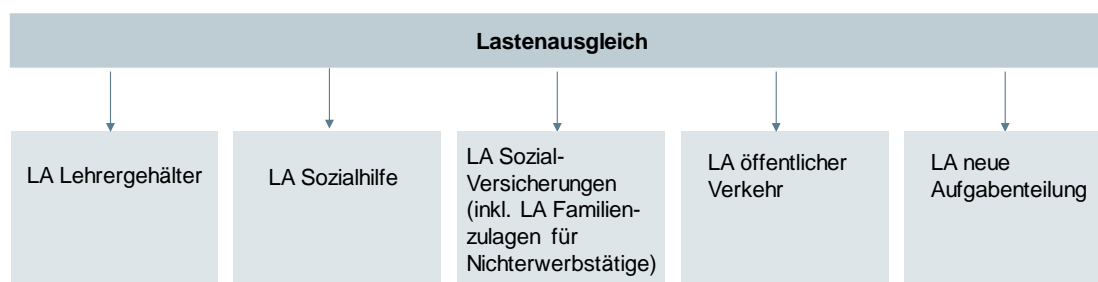 Lastenausgleich
LA Lehrergehälter
LA Sozialhilfe
LA Sozial-
Versicherungen
(inkl. LA Familien-
zulagen für
Nichterwerbstätige)
LA öffentlicher
Verkehr
LA neue
Aufgabenteilung